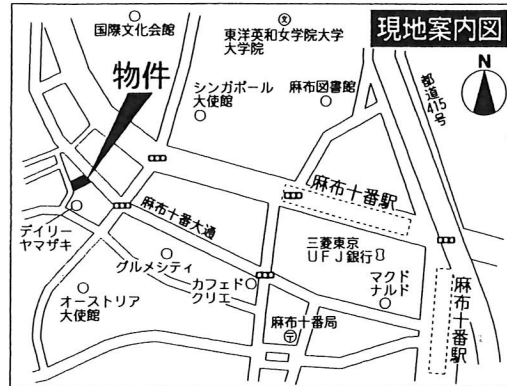 国際文化会館
東洋英和女学院大学
大学院
現地案内図
物件
シンガポール
大使館
麻布図書館
都道415号
N
麻布十番駅
麻布十番大通
デイリー
ヤマザキ
グルメシティ
カフェド
クリエ
三菱東京
UFJ銀行
マクド
ナルド
オーストリア
大使館
麻布十番局
麻布十番駅